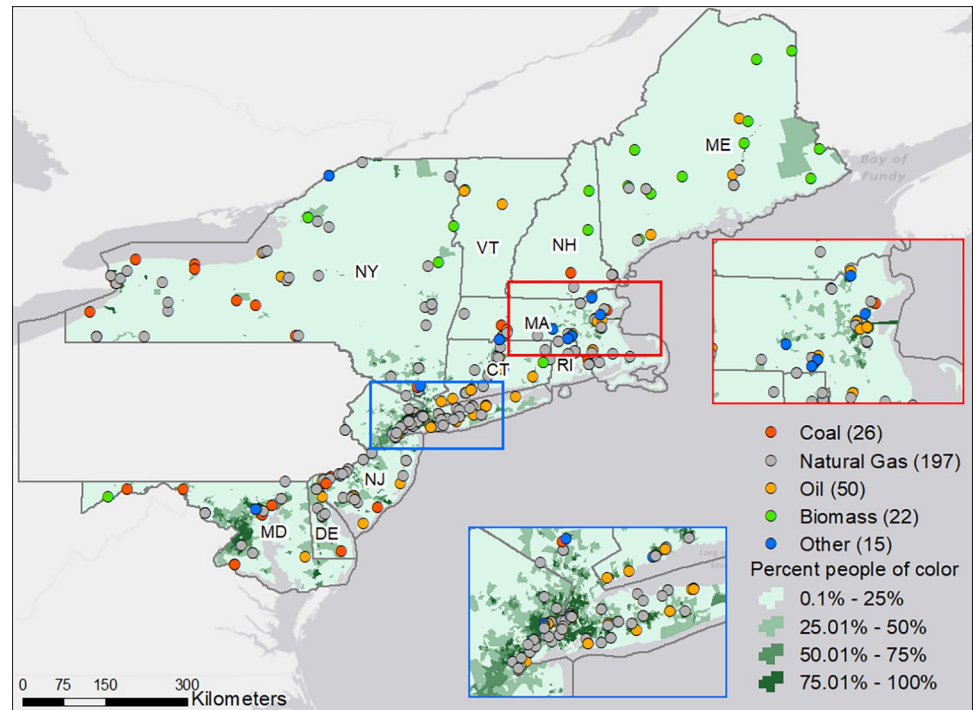 ME
Bay of
Fundy
VT
NH
NY
MA
CT
RI
NJ
MD
DE
Coal (26)
Natural Gas (197)
Oil (50)
Biomass (22)
Other (15)
Percent people of color
0.1% - 25%
25.01% - 50%
50.01% - 75%
75.01% - 100%
0 75 150 300
Kilometers